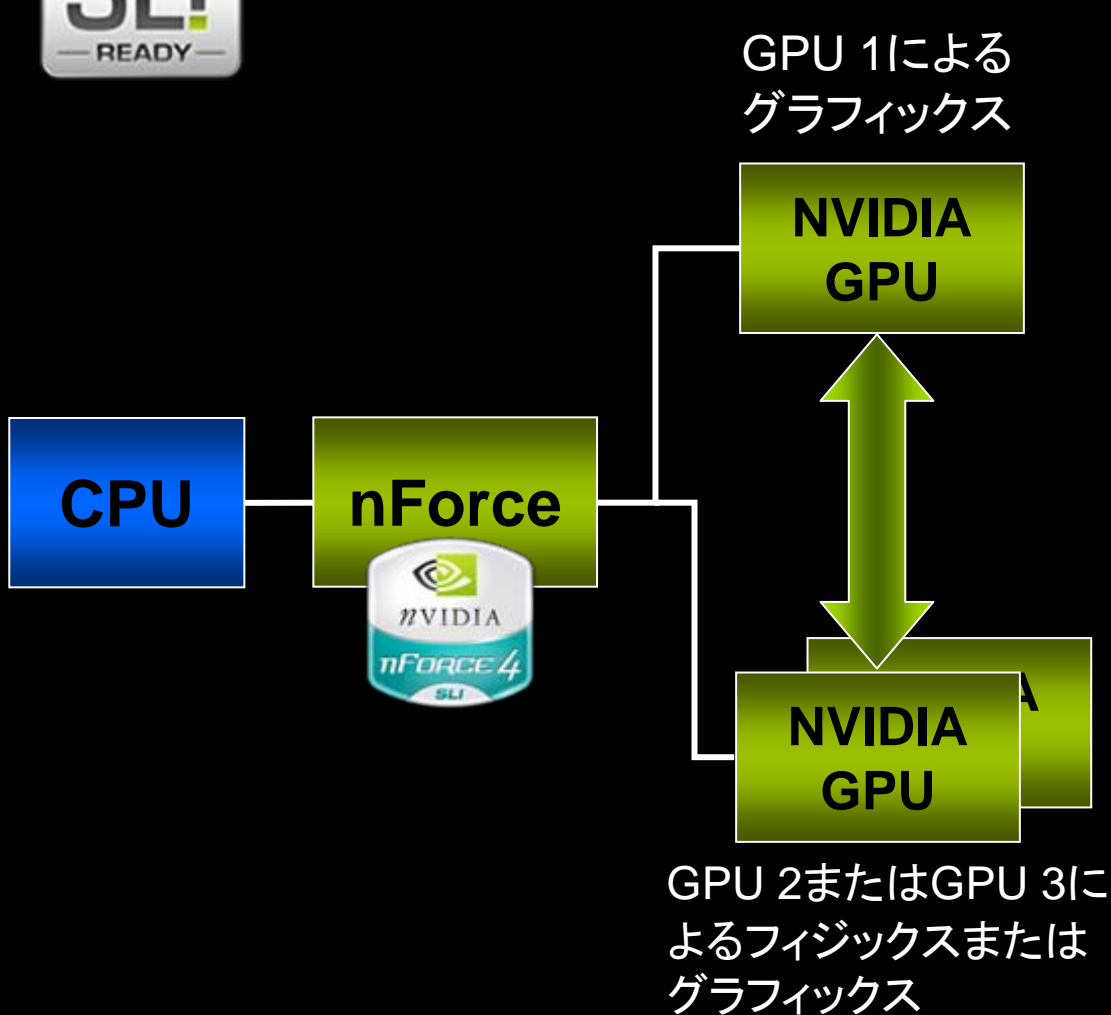 SLI
READY
GPU 1による
グラフィックス
NVIDIA
GPU
CPU
nForce
nVIDIA
nFORCE 4
SLI
A
NVIDIA
GPU
GPU 2またはGPU 3に
よるフィジックスまたは
グラフィックス